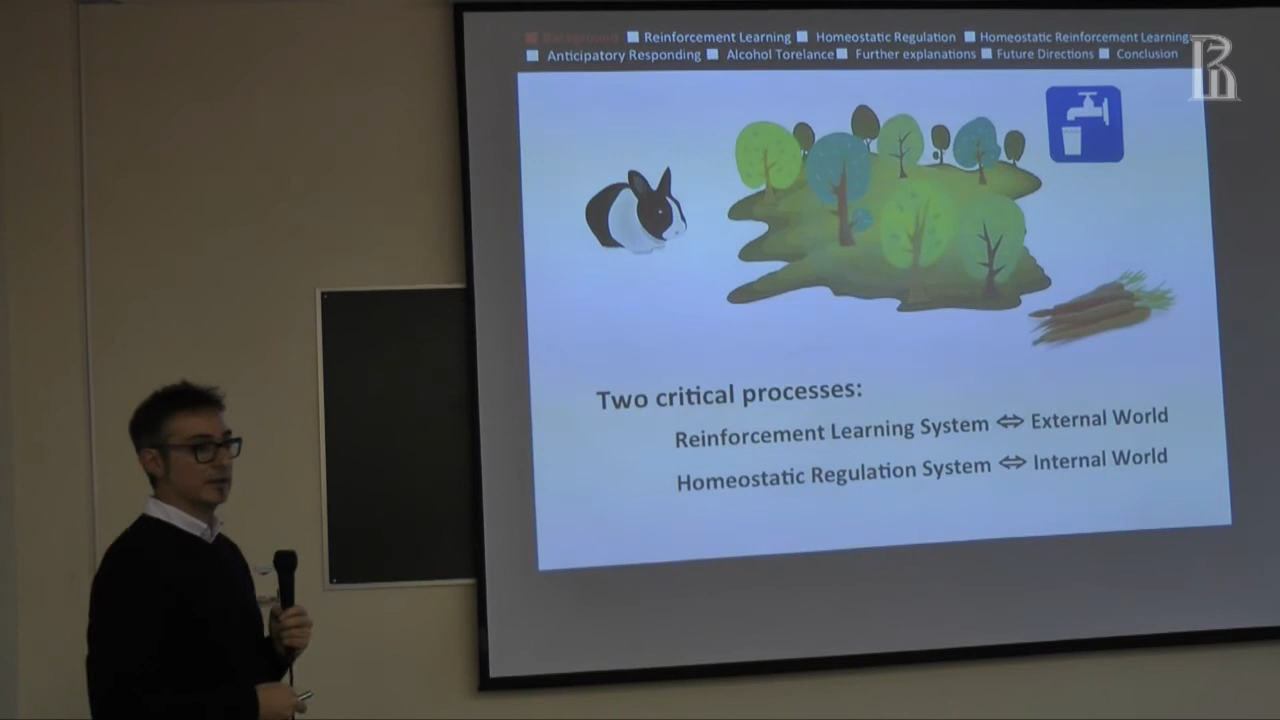 Background Reinforcement Learning Homeostatic Regulation Homeostatic Reinforcement Learning
Anticipatory Responding Alcohol Torelance Further explanations Future Directions Conclusion
Two critical processes:
Reinforcement Learning System ⇔ External World
Homeostatic Regulation System ⇔ Internal World